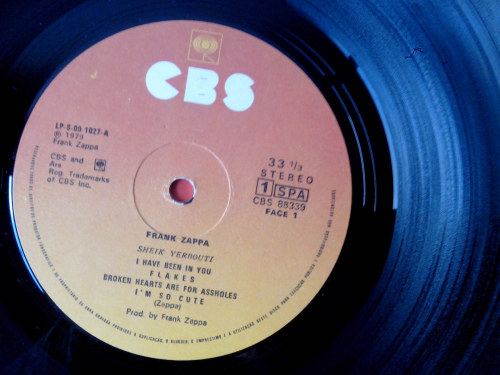 CBS
LP-S-00-1027-A
℗ 1979
Frank Zappa
CBS and
Are
Reg. Trademarks
of CBS Inc.
33 1/3
STEREO
1 SPA
CBS 88339
FACE 1
FRANK ZAPPA
SHEIK YERBOUTI
I HAVE BEEN IN YOU
FLAKES
BROKEN HEARTS ARE FOR ASSHOLES
I'M SO CUTE
(Zappa)
Prod. by Frank Zappa